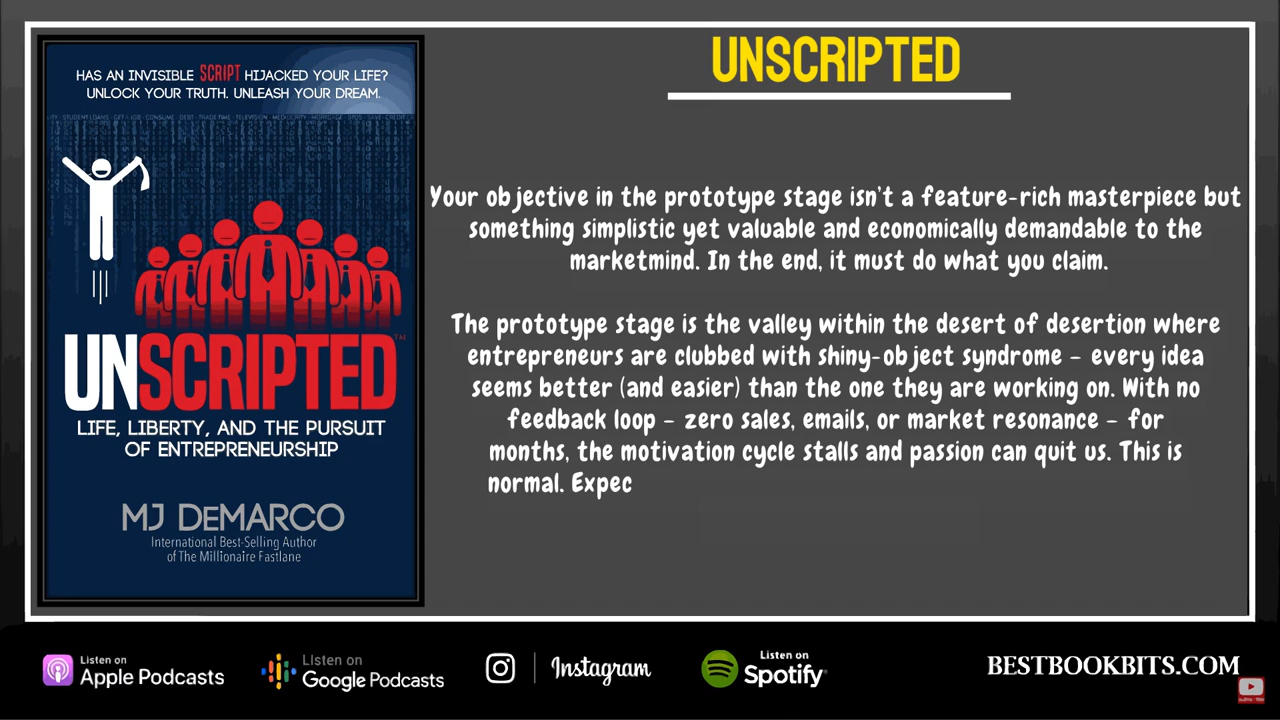 HAS AN INVISIBLE SCRIPT HIJACKED YOUR LIFE?
UNLOCK YOUR TRUTH. UNLEASH YOUR DREAM.
UNSCRIPTED™
LIFE, LIBERTY, AND THE PURSUIT
OF ENTREPRENEURSHIP
MJ DeMARCO
International Best-Selling Author
of The Millionaire Fastlane
UNSCRIPTED
Your objective in the prototype stage isn't a feature-rich masterpiece but
something simplistic yet valuable and economically demandable to the
marketmind. In the end, it must do what you claim.
The prototype stage is the valley within the desert of desertion where
entrepreneurs are clubbed with shiny-object syndrome – every idea
seems better (and easier) than the one they are working on. With no
feedback loop – zero sales, emails, or market resonance – for
months, the motivation cycle stalls and passion can quit us. This is
normal. Expec
Listen on
Apple Podcasts
Listen on
Google Podcasts
Instagram
Listen on
Spotify
BESTBOOKBITS.COM